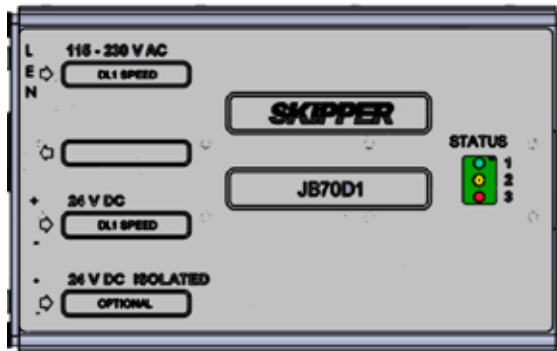 L
E
N
115 - 230 V AC
DL1 SPEED
SKIPPER
STATUS
1
2
3
JB70D1
+
24 V DC
DL1 SPEED
-
+
24 V DC ISOLATED
OPTIONAL
-